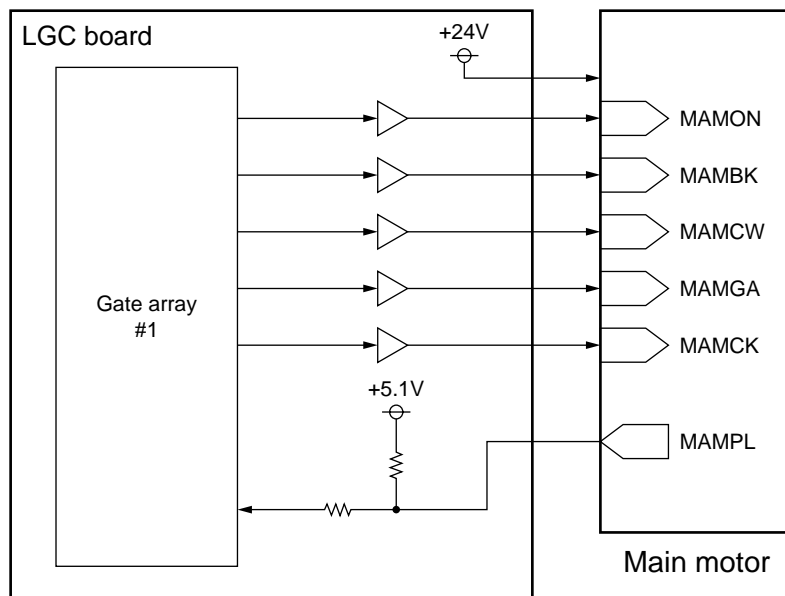 LGC board
+24V
MAMON
MAMBK
MAMCW
MAMGA
MAMCK
Gate array
#1
+5.1V
MAMPL
Main motor